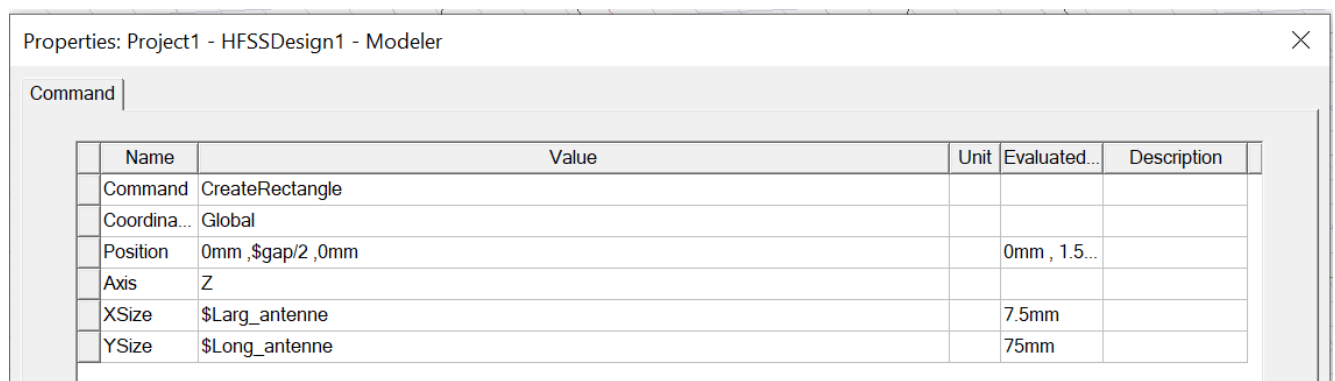 Properties: Project1 - HFSSDesign1 - Modeler
Command
Name Value Unit Evaluated... Description
Command CreateRectangle
Coordina... Global
Position 0mm ,$gap/2 ,0mm 0mm , 1.5...
Axis Z
XSize $Larg_antenne 7.5mm
YSize $Long_antenne 75mm